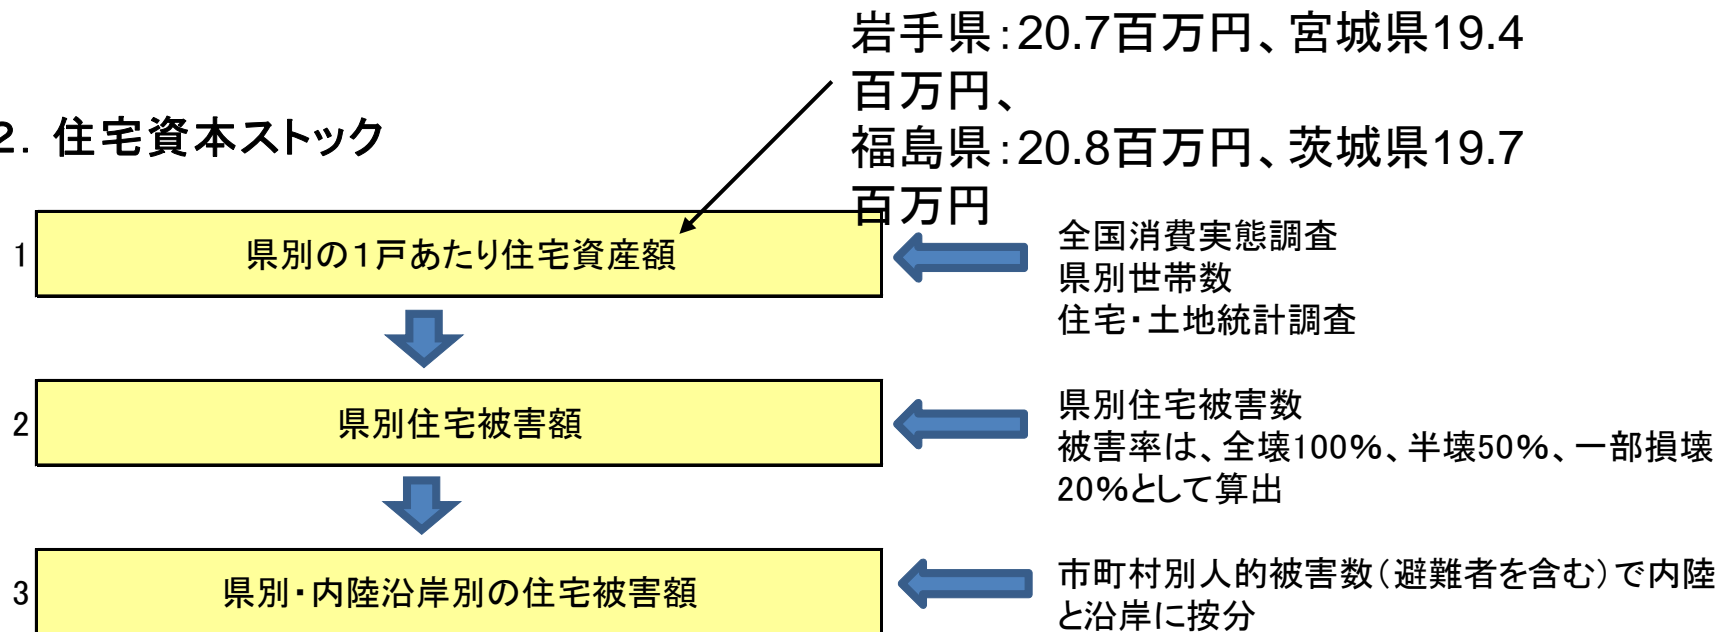 岩手県：20.7百万円、宮城県19.4
百万円、
福島県：20.8百万円、茨城県19.7
百万円
２．住宅資本ストック
1
県別の１戸あたり住宅資産額
全国消費実態調査
県別世帯数
住宅・土地統計調査
2
県別住宅被害額
県別住宅被害数
被害率は、全壊100％、半壊50％、一部損壊
20％として算出
3
県別・内陸沿岸別の住宅被害額
市町村別人的被害数（避難者を含む）で内陸
と沿岸に按分